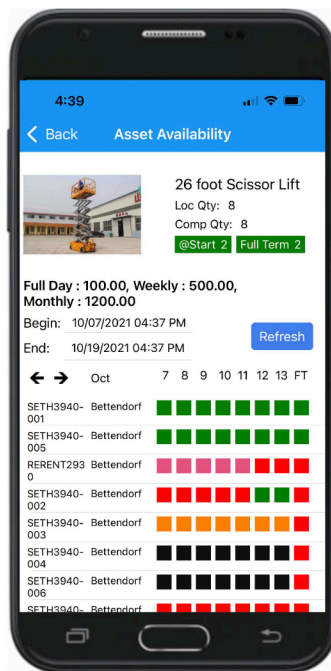 4:39
Back Asset Availability
26 foot Scissor Lift
Loc Qty: 8
Comp Qty: 8
@Start 2 Full Term 2
Full Day : 100.00, Weekly : 500.00,
Monthly : 1200.00
Begin: 10/07/2021 04:37 PM
Refresh
End: 10/19/2021 04:37 PM
Oct 7 8 9 10 11 12 13 FT
SETH3940- Bettendorf
001
SETH3940- Bettendorf
005
RERENT293 Bettendorf
0
SETH3940- Bettendorf
002
SETH3940- Bettendorf
003
SETH3940- Bettendorf
004
SETH3940- Bettendorf
006
SETH3940- Bettendorf